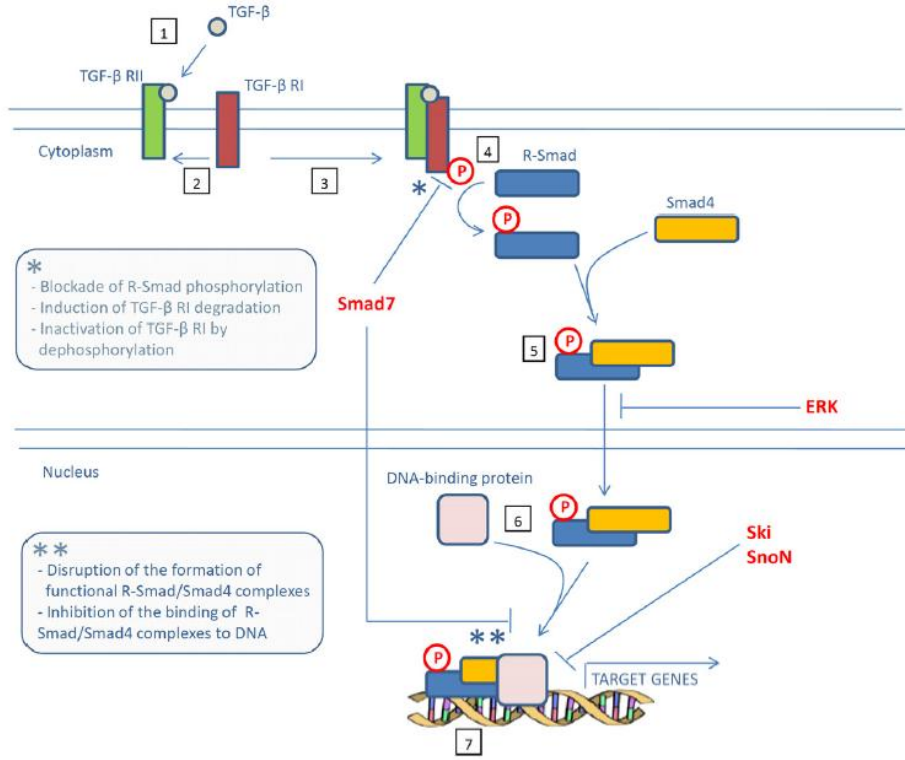 1
TGF-β
TGF-β RII
TGF-β RI
Cytoplasm
2
3
4
P
*
R-Smad
P
Smad4
*
- Blockade of R-Smad phosphorylation
- Induction of TGF-β RI degradation
- Inactivation of TGF-β RI by
dephosphorylation
Smad7
5
P
ERK
Nucleus
DNA-binding protein
6
P
Ski
SnoN
**
- Disruption of the formation of
functional R-Smad/Smad4 complexes
- Inhibition of the binding of R-
Smad/Smad4 complexes to DNA
**
P
TARGET GENES
7